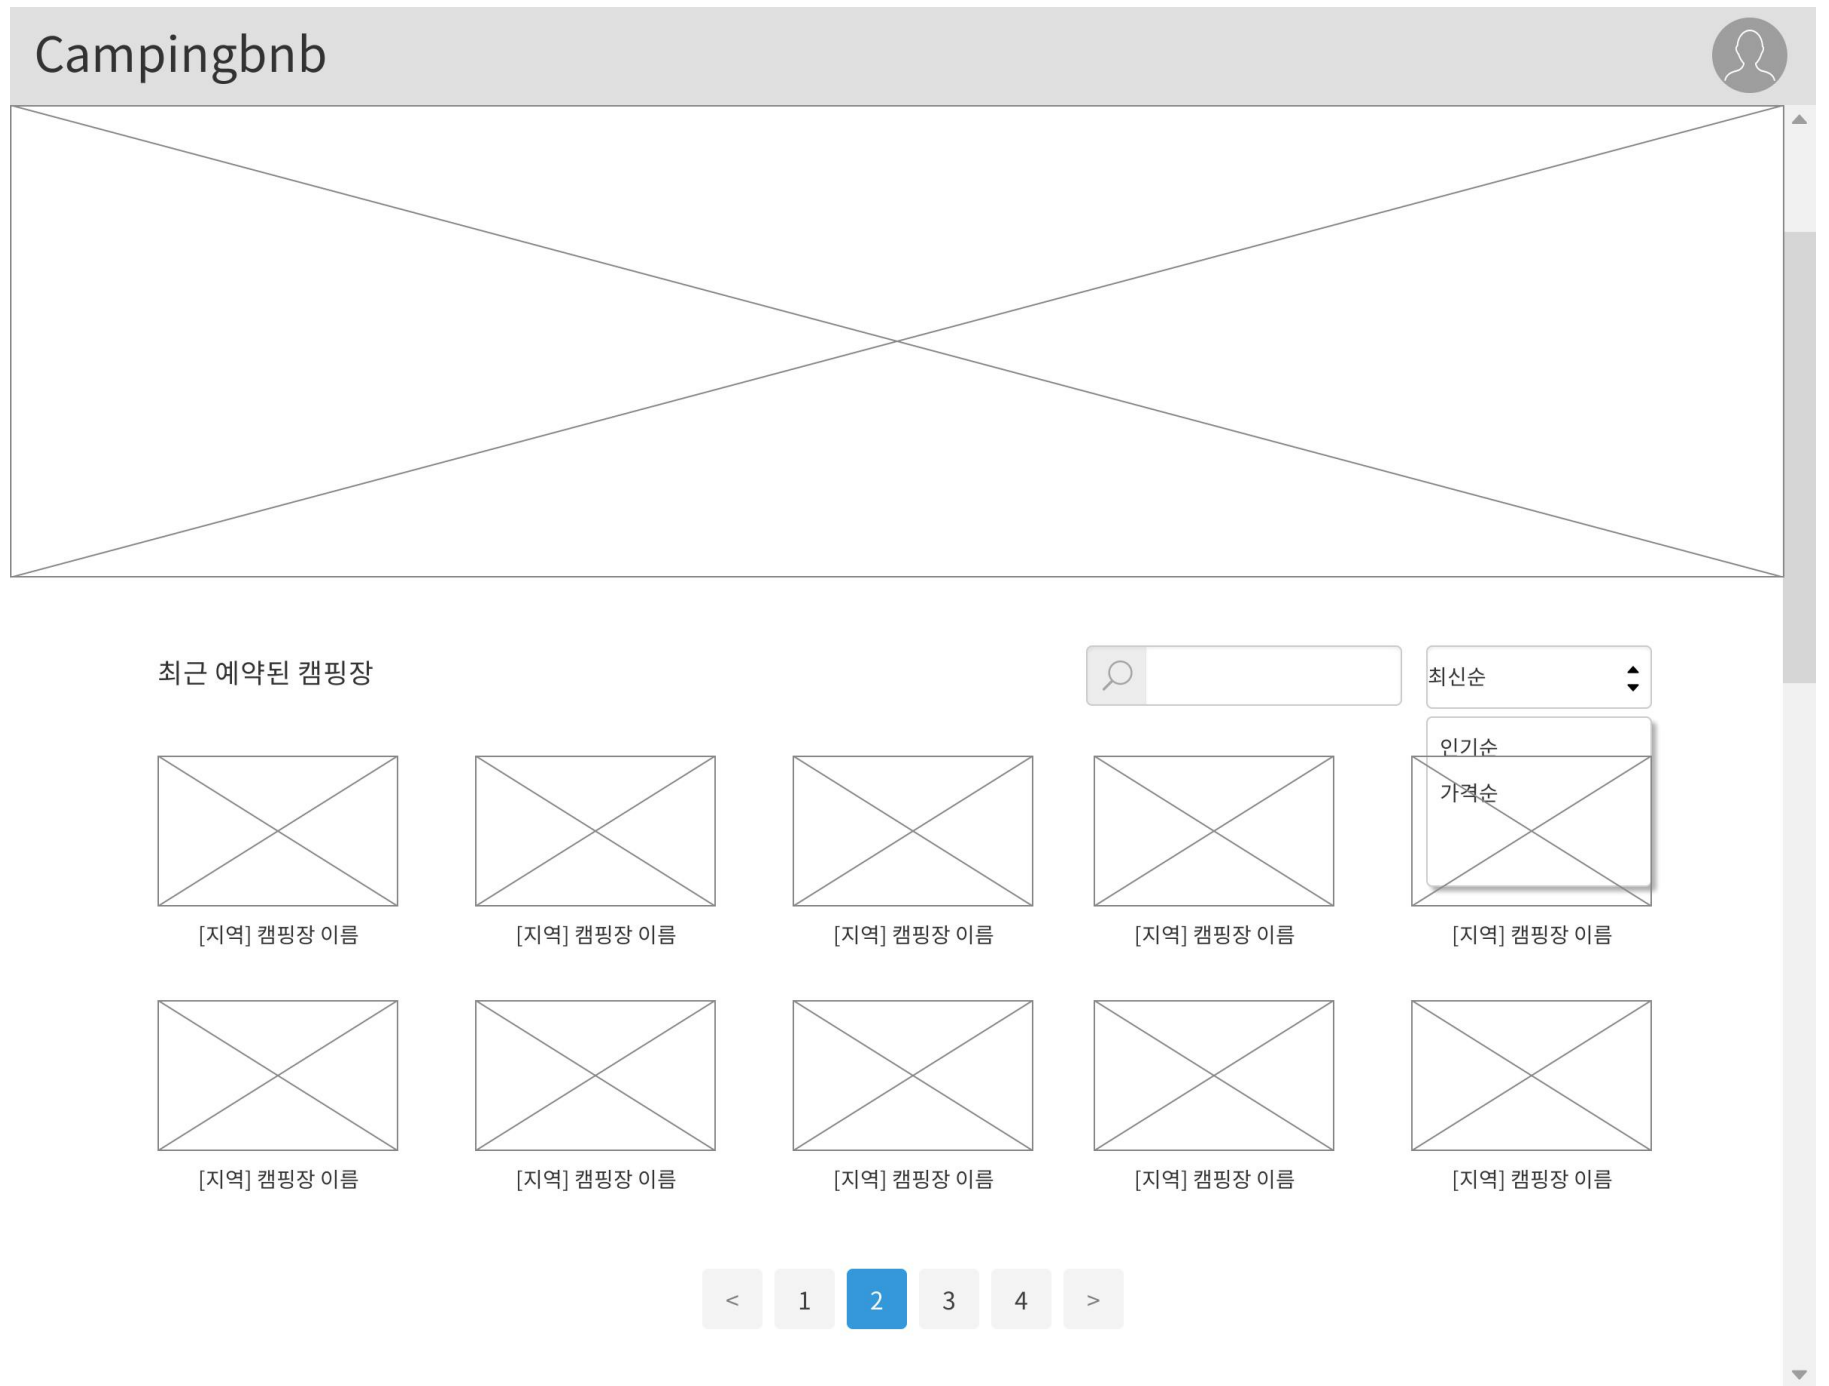 Campingbnb
최근 예약된 캠핑장
최신순
인기순
가격순
[지역] 캠핑장 이름
[지역] 캠핑장 이름
[지역] 캠핑장 이름
[지역] 캠핑장 이름
[지역] 캠핑장 이름
[지역] 캠핑장 이름
[지역] 캠핑장 이름
[지역] 캠핑장 이름
[지역] 캠핑장 이름
[지역] 캠핑장 이름
< 1 2 3 4 >